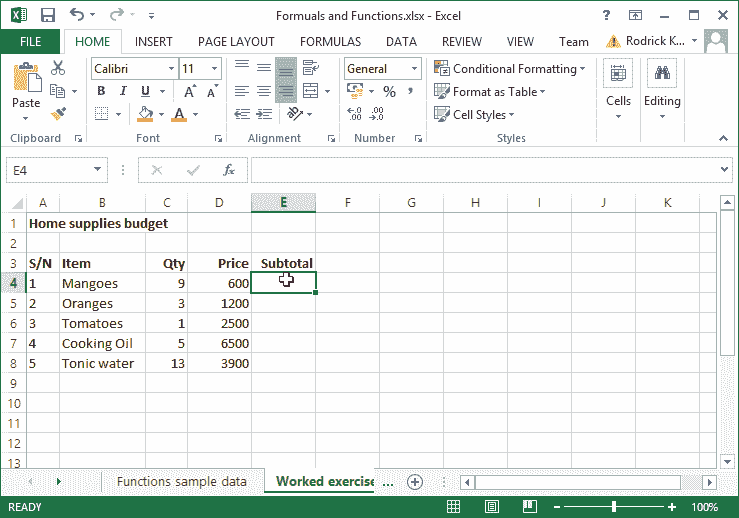 Formuals and Functions.xlsx - Excel
?
FILE HOME INSERT PAGE LAYOUT FORMULAS DATA REVIEW VIEW Team Rodrick K...
Calibri 11 General Conditional Formatting
Paste B I U A A $ % , Format as Table Cells Editing
A .00 .00 Cell Styles
Clipboard Font Alignment Number Styles
E4 fx
A B C D E F G H I J K
1 Home supplies budget
2
3 S/N Item Qty Price Subtotal
4 1 Mangoes 9 600
5 2 Oranges 3 1200
6 3 Tomatoes 1 2500
7 4 Cooking Oil 5 6500
8 5 Tonic water 13 3900
9
10
11
12
13
Functions sample data Worked exercise ...
READY 100%